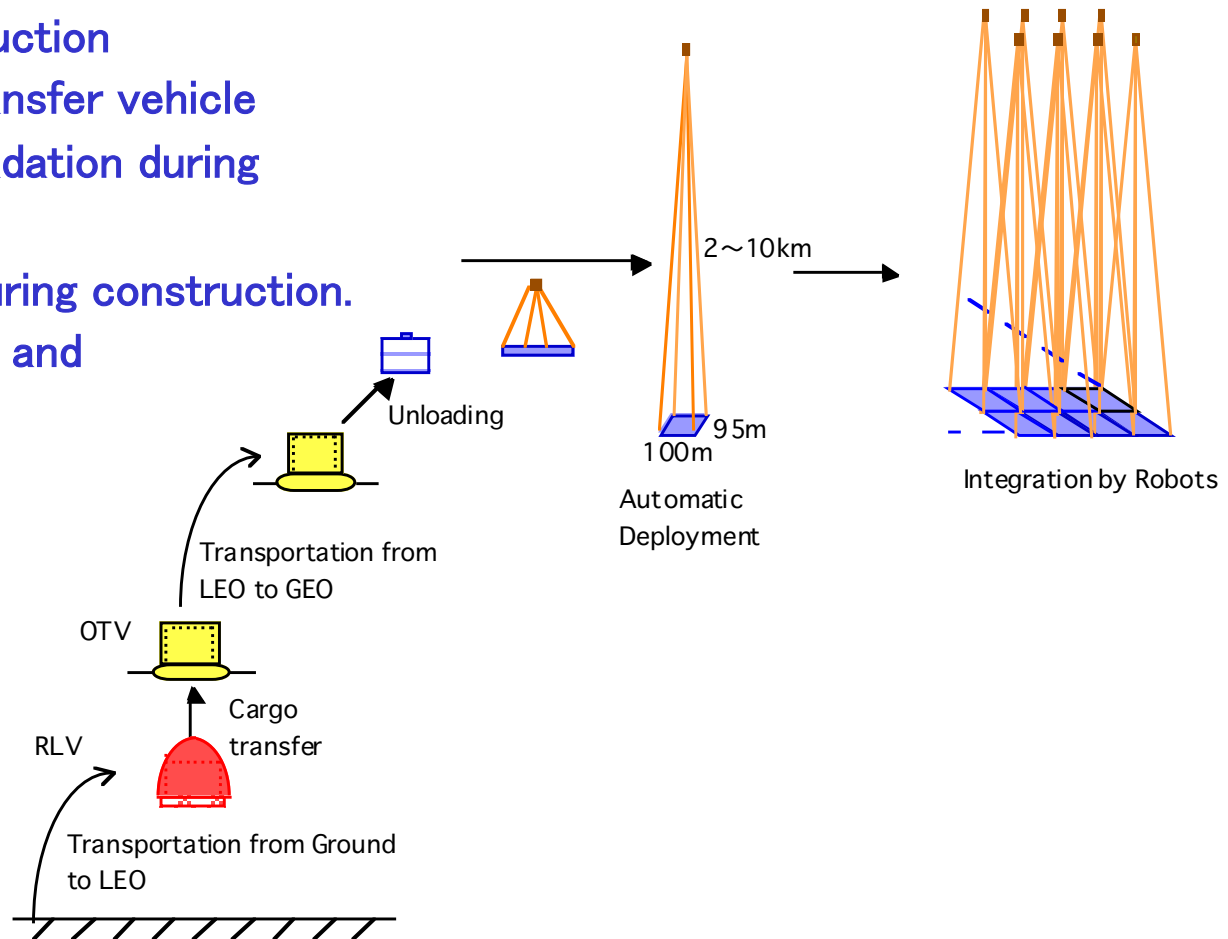 uction
nsfer vehicle
dation during
uring construction.
and
2～10km
Unloading
95m
100m
Automatic
Deployment
Integration by Robots
Transportation from
LEO to GEO
OTV
Cargo
transfer
RLV
Transportation from Ground
to LEO